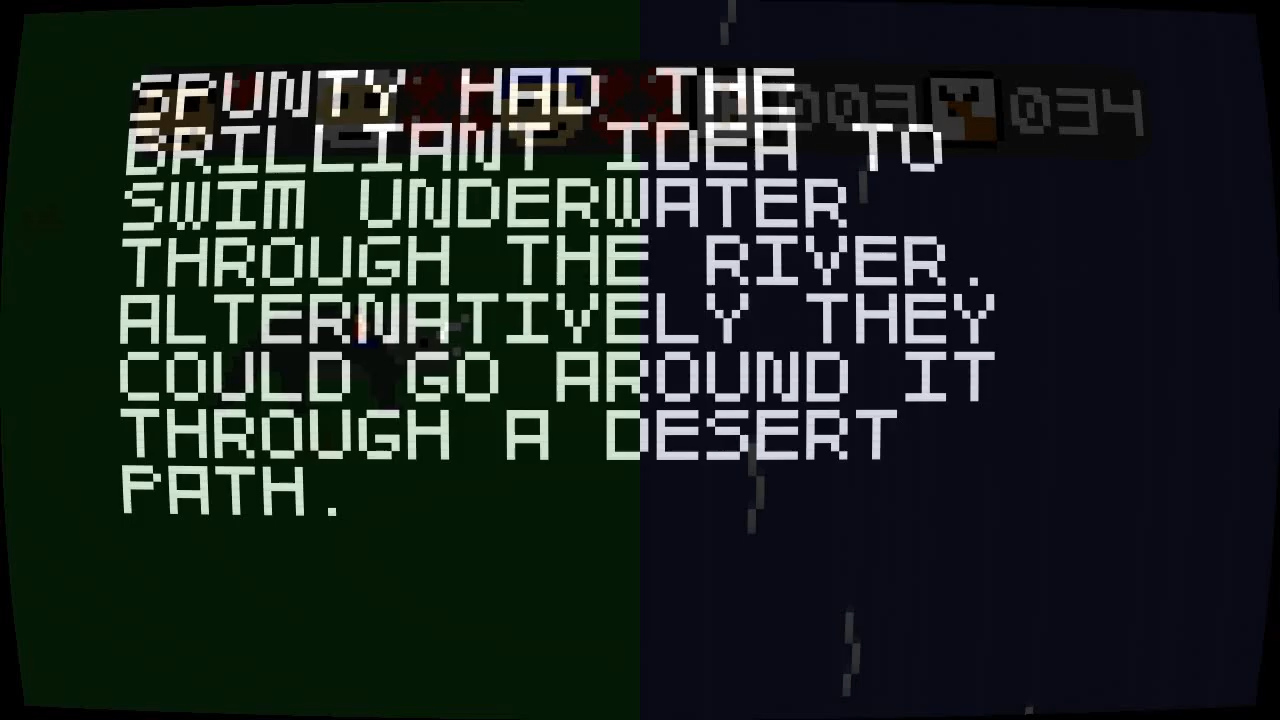 SPUNTY HAD THE
BRILLIANT IDEA TO
SWIM UNDERWATER
THROUGH THE RIVER.
ALTERNATIVELY THEY
COULD GO AROUND IT
THROUGH A DESERT
PATH.
003 034